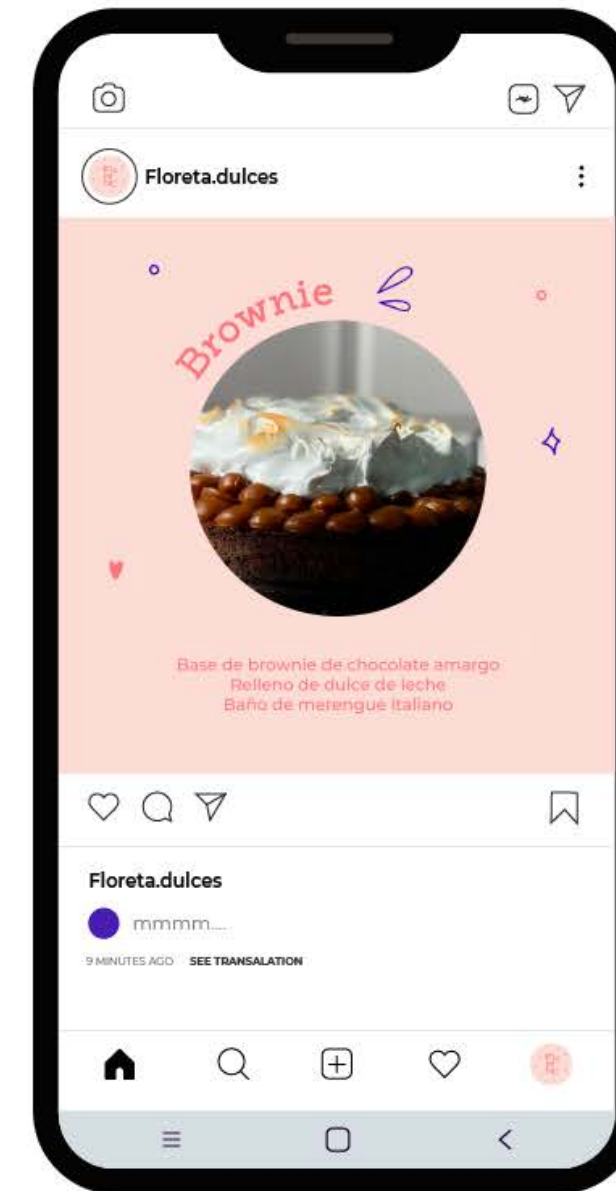 Floreta.dulces
Brownie
Base de brownie de chocolate amargo
Relleno de dulce de leche
Baño de merengue Italiano
Floreta.dulces
mmmm....
9 MINUTES AGO SEE TRANSALATION